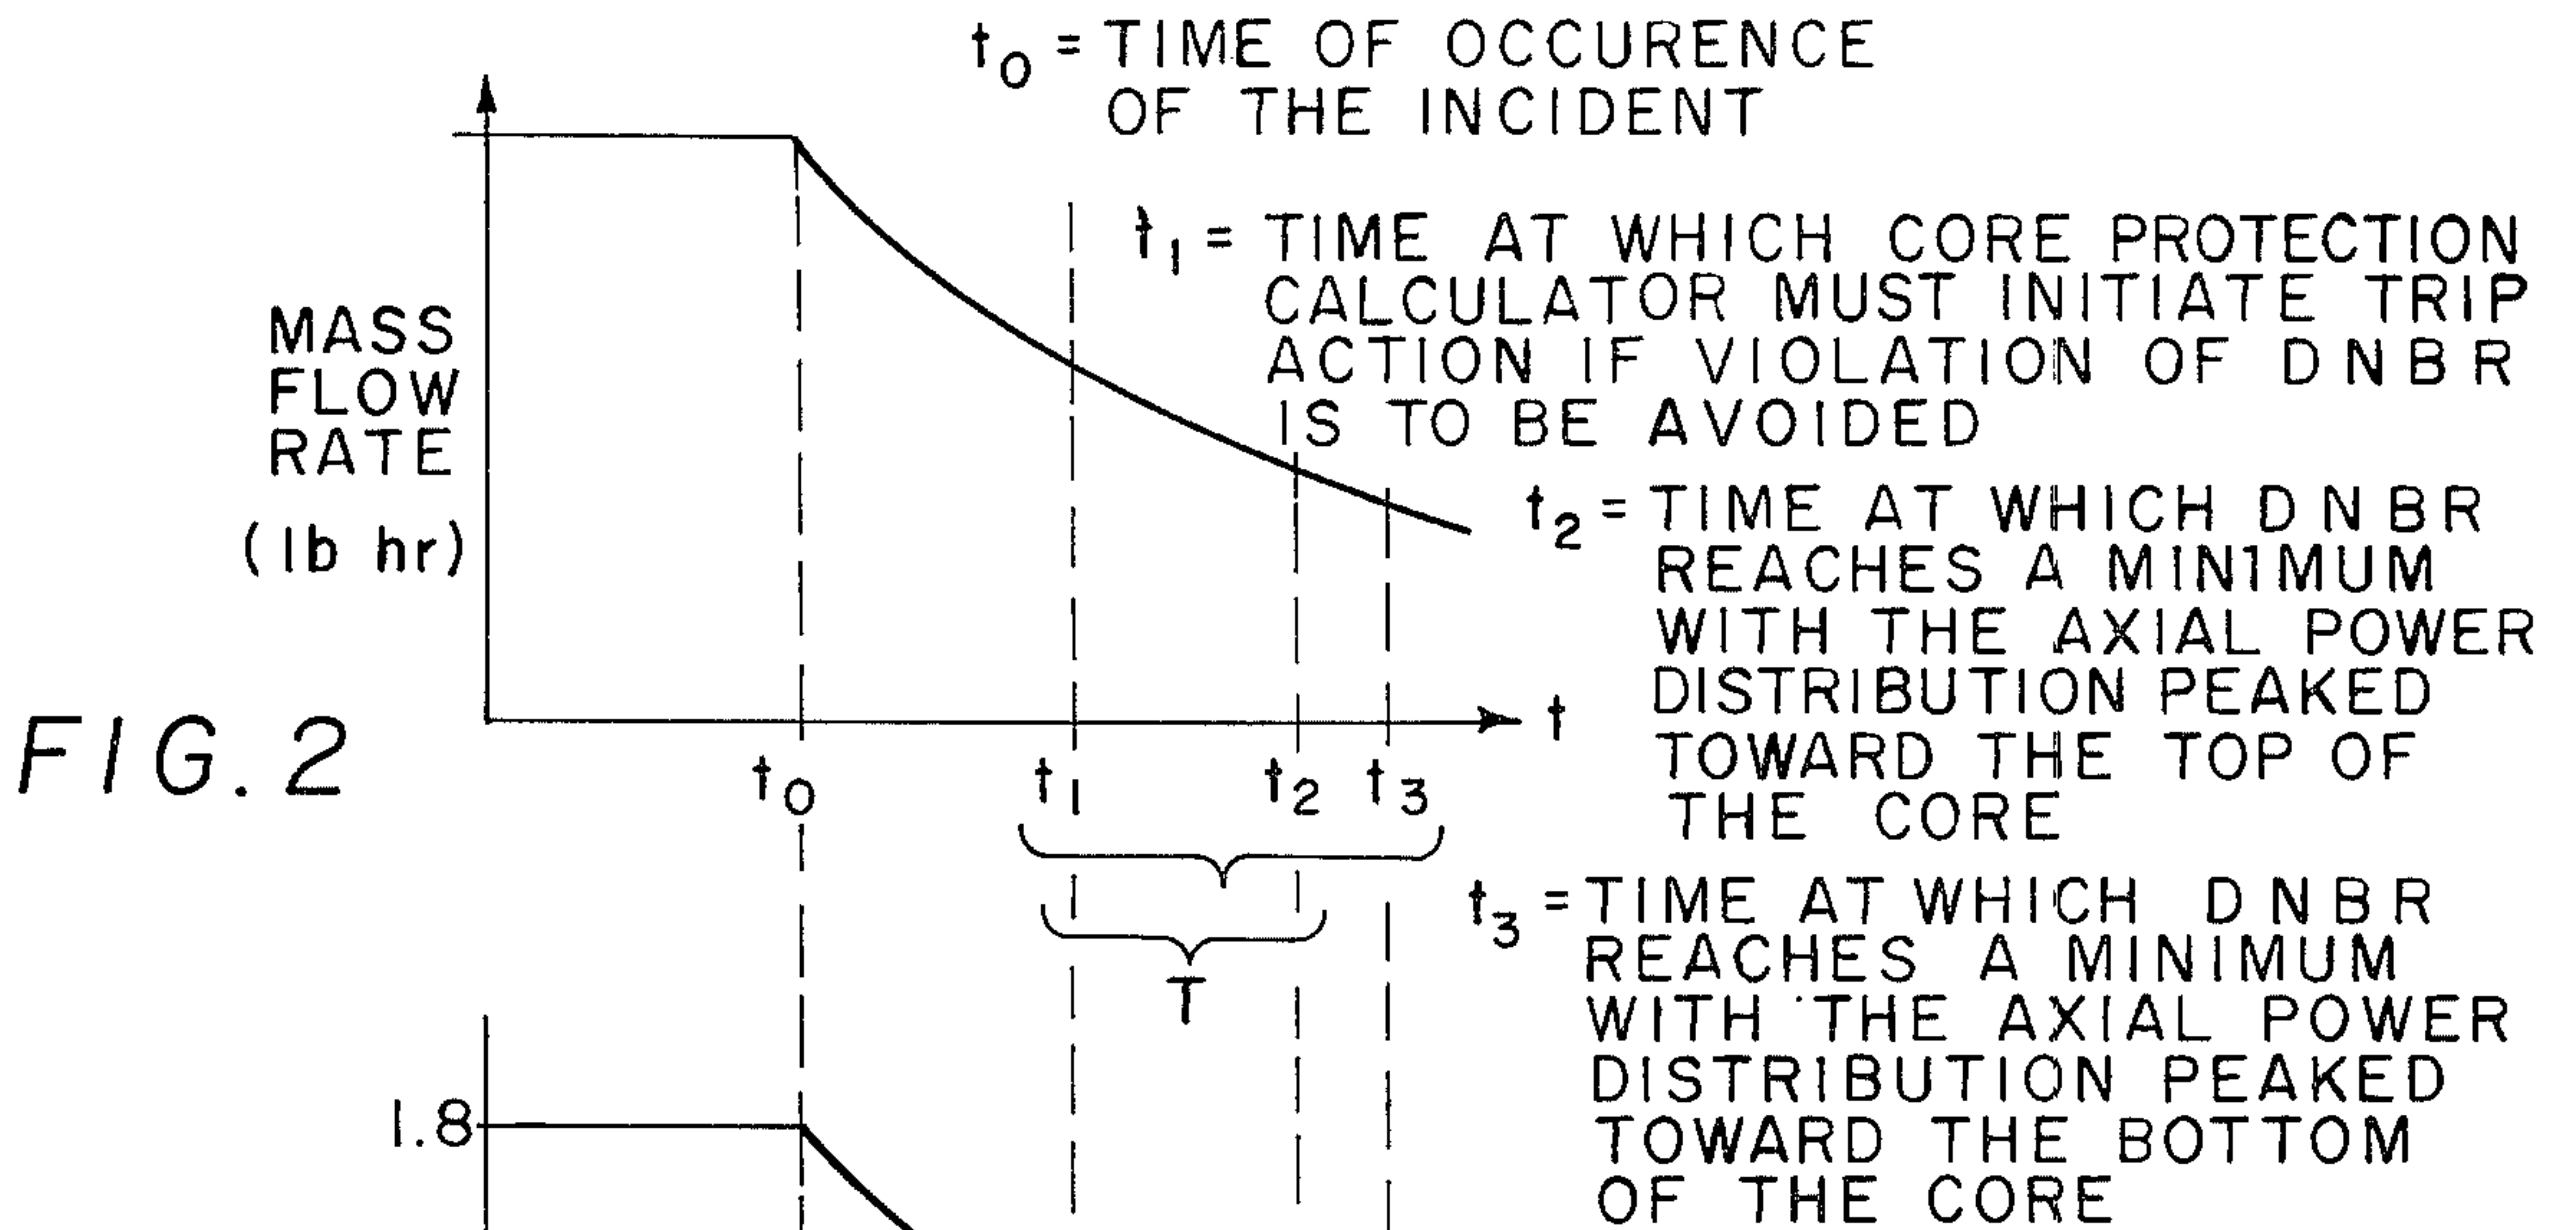 t0 = TIME OF OCCURENCE
OF THE INCIDENT
t1 = TIME AT WHICH CORE PROTECTION
CALCULATOR MUST INITIATE TRIP
ACTION IF VIOLATION OF DNBR
IS TO BE AVOIDED
MASS
FLOW
RATE
(lb hr)
t2 = TIME AT WHICH DNBR
REACHES A MINIMUM
WITH THE AXIAL POWER
DISTRIBUTION PEAKED
TOWARD THE TOP OF
THE CORE
t
FIG. 2
t0 t1 t2 t3
t3 = TIME AT WHICH DNBR
REACHES A MINIMUM
WITH THE AXIAL POWER
DISTRIBUTION PEAKED
TOWARD THE BOTTOM
OF THE CORE
T
1.8